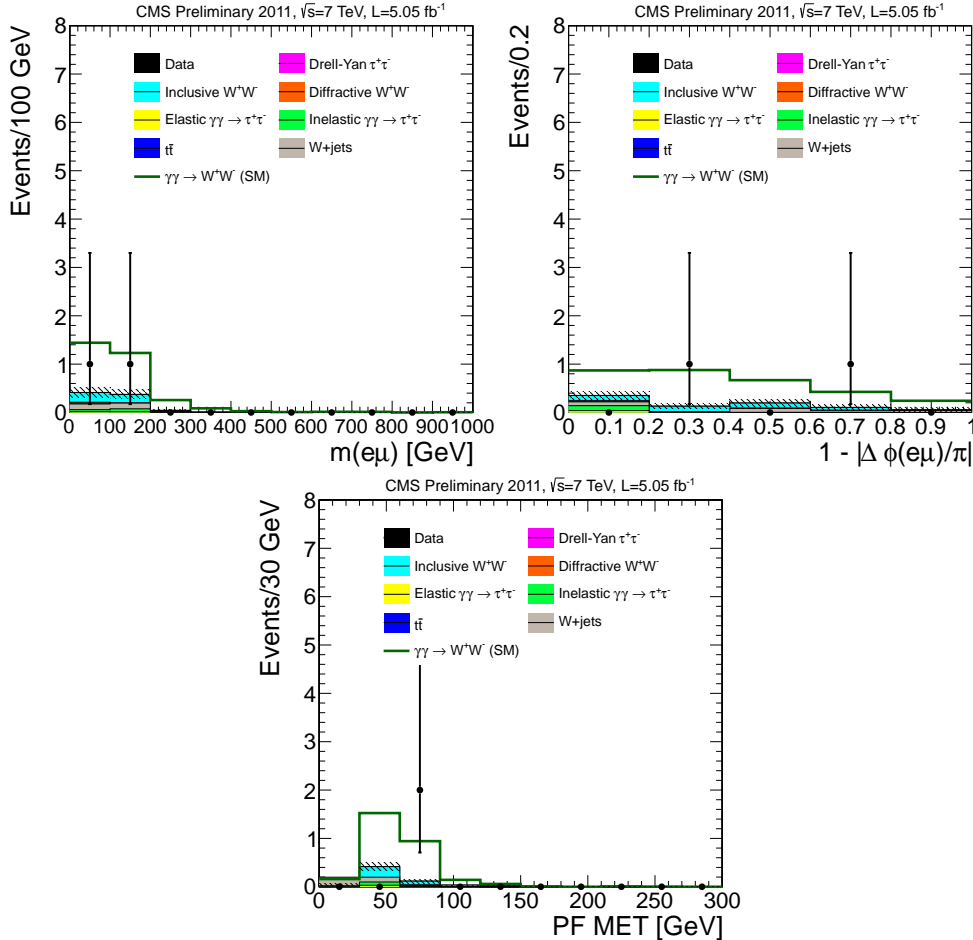 CMS Preliminary 2011, √s=7 TeV, L=5.05 fb⁻¹
Events/100 GeV
8
7
6
5
4
3
2
1
0
Data
Drell-Yan τ⁺τ⁻
Inclusive W⁺W⁻
Diffractive W⁺W⁻
Elastic γγ → τ⁺τ⁻
Inelastic γγ → τ⁺τ⁻
tt̄
W+jets
γγ → W⁺W⁻ (SM)
0 100 200 300 400 500 600 700 800 900 1000
m(eμ) [GeV]
CMS Preliminary 2011, √s=7 TeV, L=5.05 fb⁻¹
Events/0.2
8
7
6
5
4
3
2
1
0
Data
Drell-Yan τ⁺τ⁻
Inclusive W⁺W⁻
Diffractive W⁺W⁻
Elastic γγ → τ⁺τ⁻
Inelastic γγ → τ⁺τ⁻
tt̄
W+jets
γγ → W⁺W⁻ (SM)
0 0.1 0.2 0.3 0.4 0.5 0.6 0.7 0.8 0.9 1
1 - |Δ φ(eμ)/π|
CMS Preliminary 2011, √s=7 TeV, L=5.05 fb⁻¹
Events/30 GeV
8
7
6
5
4
3
2
1
0
Data
Drell-Yan τ⁺τ⁻
Inclusive W⁺W⁻
Diffractive W⁺W⁻
Elastic γγ → τ⁺τ⁻
Inelastic γγ → τ⁺τ⁻
tt̄
W+jets
γγ → W⁺W⁻ (SM)
0 50 100 150 200 250 300
PF MET [GeV]